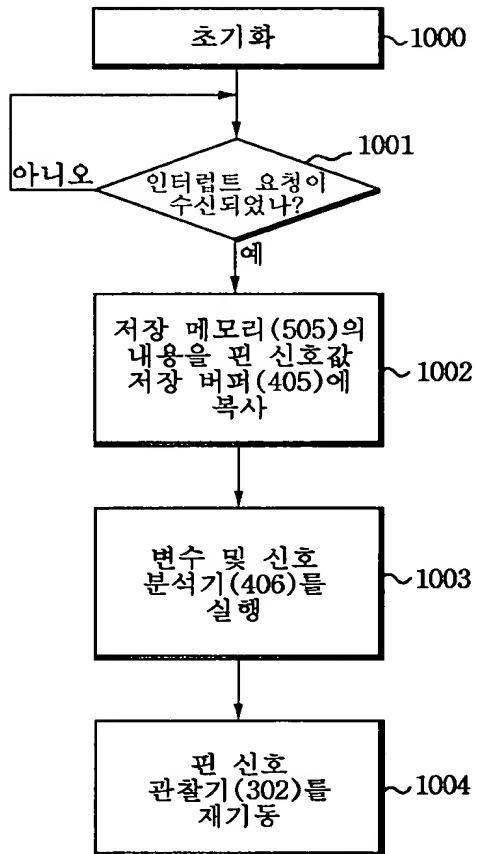 초기화
1000
1001
아니오
인터럽트 요청이
수신되었나?
예
저장 메모리(505)의
내용을 핀 신호값
저장 버퍼(405)에
복사
1002
변수 및 신호
분석기(406)를
실행
1003
핀 신호
관찰기(302)를
재기동
1004